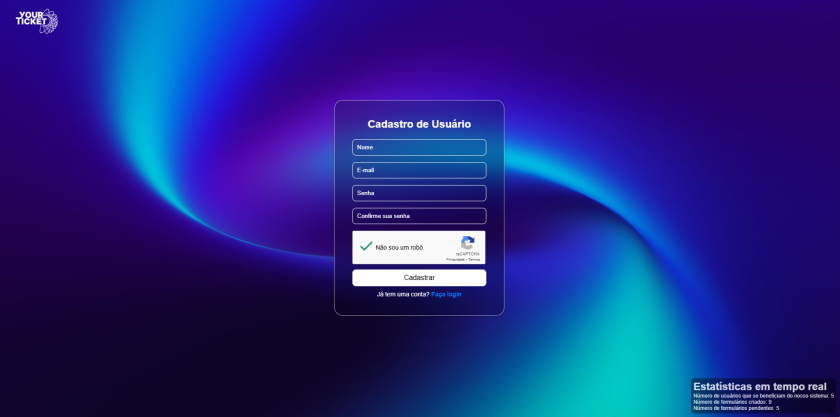 YOUR
TICKET
Cadastro de Usuário
Nome
E-mail
Senha
Confirme sua senha
Não sou um robô
reCAPTCHA
Privacidade - Termos
Cadastrar
Já tem uma conta? Faça login
Estatísticas em tempo real
Número de usuários que se beneficiam do nosso sistema: 5
Número de formulários criados: 9
Número de formulários pendentes: 5